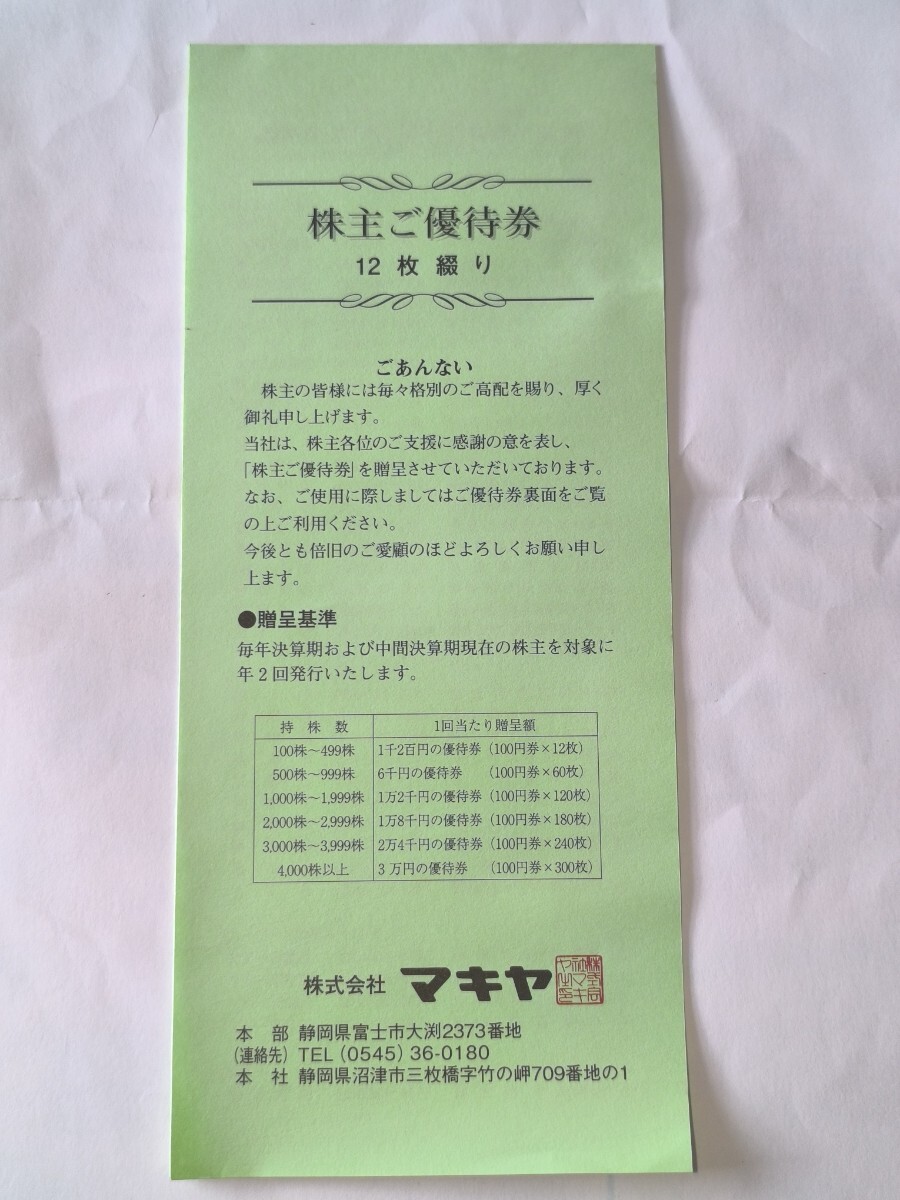 株主ご優待券
12枚綴り
ごあんない
株主の皆様には毎々格別のご高配を賜り、厚く
御礼申し上げます。
当社は、株主各位のご支援に感謝の意を表し、
「株主ご優待券」を贈呈させていただいております。
なお、ご使用に際しましてはご優待券裏面をご覧
の上ご利用ください。
今後とも倍旧のご愛顧のほどよろしくお願い申し
上ます。
●贈呈基準
毎年決算期および中間決算期現在の株主を対象に
年2回発行いたします。
持株数 1回当たり贈呈額
100株～499株 1千2百円の優待券（100円券×12枚）
500株～999株 6千円の優待券（100円券×60枚）
1,000株～1,999株 1万2千円の優待券（100円券×120枚）
2,000株～2,999株 1万8千円の優待券（100円券×180枚）
3,000株～3,999株 2万4千円の優待券（100円券×240枚）
4,000株以上 3万円の優待券（100円券×300枚）
株式会社 マキヤ 株式会社マキヤ之印
本部 静岡県富士市大渕2373番地
（連絡先）TEL（0545）36-0180
本社 静岡県沼津市三枚橋字竹の岬709番地の1